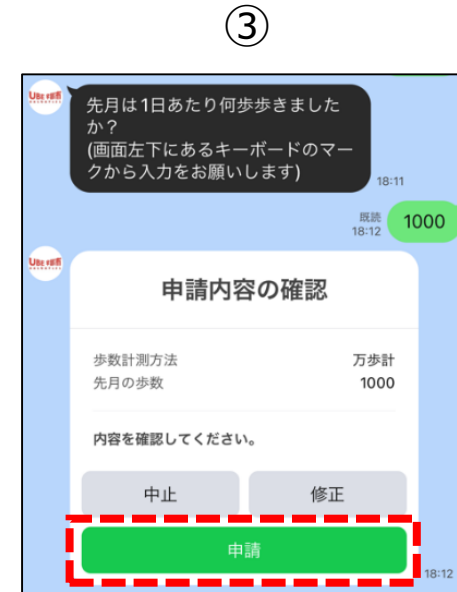 ③
先月は1日あたり何歩歩きました
か？
(画面左下にあるキーボードのマー
クから入力をお願いします)
18:11
既読
18:12
1000
申請内容の確認
歩数計測方法 万歩計
先月の歩数 1000
内容を確認してください。
中止 修正
申請
18:12